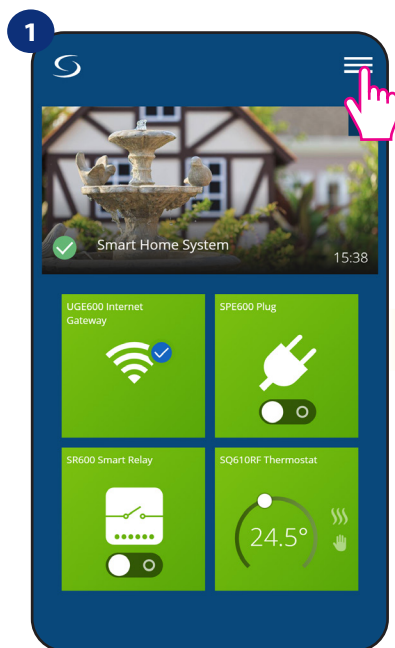 1
Smart Home System
15:38
UGE600 Internet
Gateway
SPE600 Plug
SR600 Smart Relay
SQ610RF Thermostat
24.5°